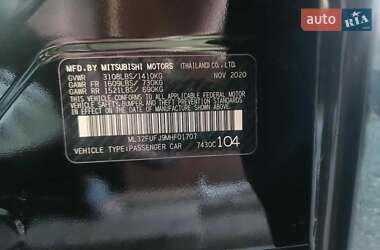 AUTO RIA
MFD.BY MITSUBISHI MOTORS (THAILAND) CO., LTD.
GVWR 3108LBS/1410KG NOV 2020
GAWR FR 1609LBS/ 730KG
GAWR RR 1521LBS/ 690KG
THIS VEHICLE CONFORMS TO ALL APPLICABLE FEDERAL MOTOR
VEHICLE SAFETY, BUMPER, AND THEFT PREVENTION STANDARDS
IN EFFECT ON THE DATE OF MANUFACTURE SHOWN ABOVE.
ML32FUFJ9MHF01707
VEHICLE TYPE:PASSENGER CAR 7430C104